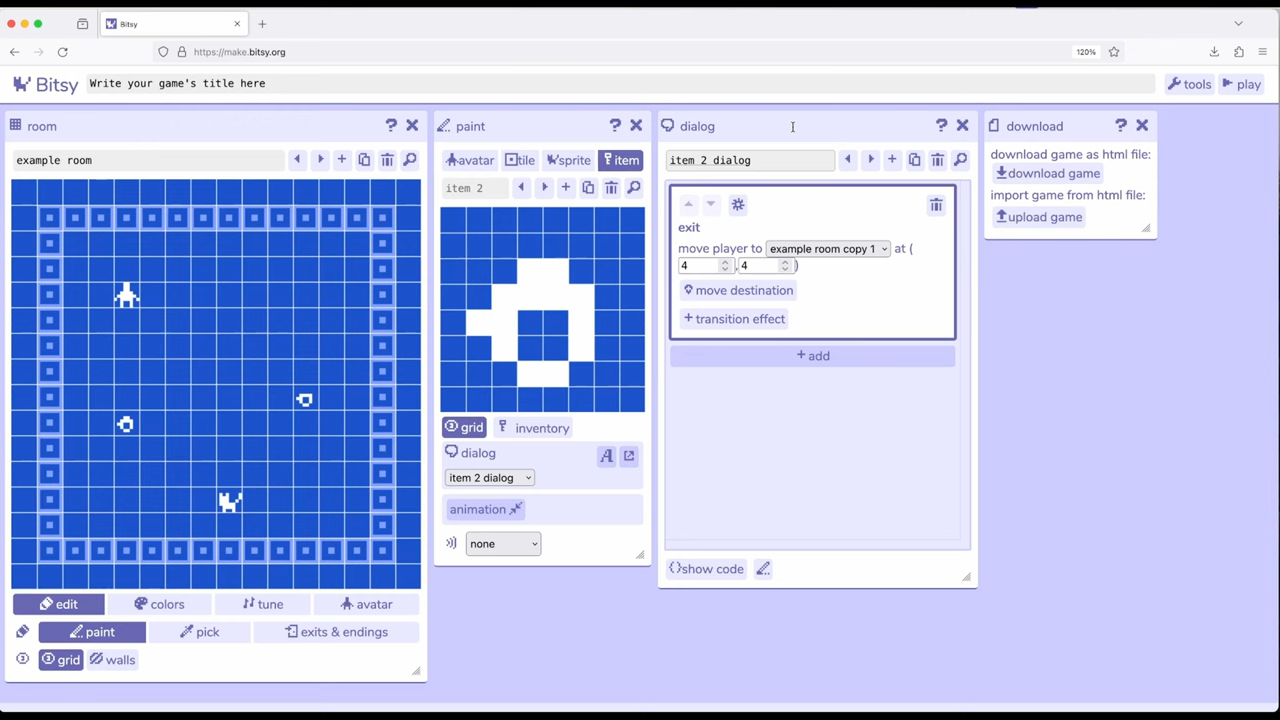 Bitsy
https://make.bitsy.org
120%
Bitsy
Write your game's title here
tools
play
room
example room
edit
colors
tune
avatar
paint
pick
exits & endings
grid
walls
paint
avatar
tile
sprite
item
item 2
grid
inventory
dialog
item 2 dialog
animation
none
dialog
item 2 dialog
exit
move player to example room copy 1 at (
4 , 4 )
move destination
+ transition effect
+ add
{}show code
download
download game as html file:
download game
import game from html file:
upload game